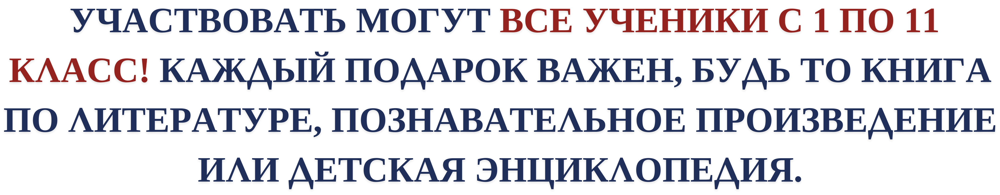 УЧАСТВОВАТЬ МОГУТ ВСЕ УЧЕНИКИ С 1 ПО 11
КЛАСС! КАЖДЫЙ ПОДАРОК ВАЖЕН, БУДЬ ТО КНИГА
ПО ЛИТЕРАТУРЕ, ПОЗНАВАТЕЛЬНОЕ ПРОИЗВЕДЕНИЕ
ИЛИ ДЕТСКАЯ ЭНЦИКЛОПЕДИЯ.